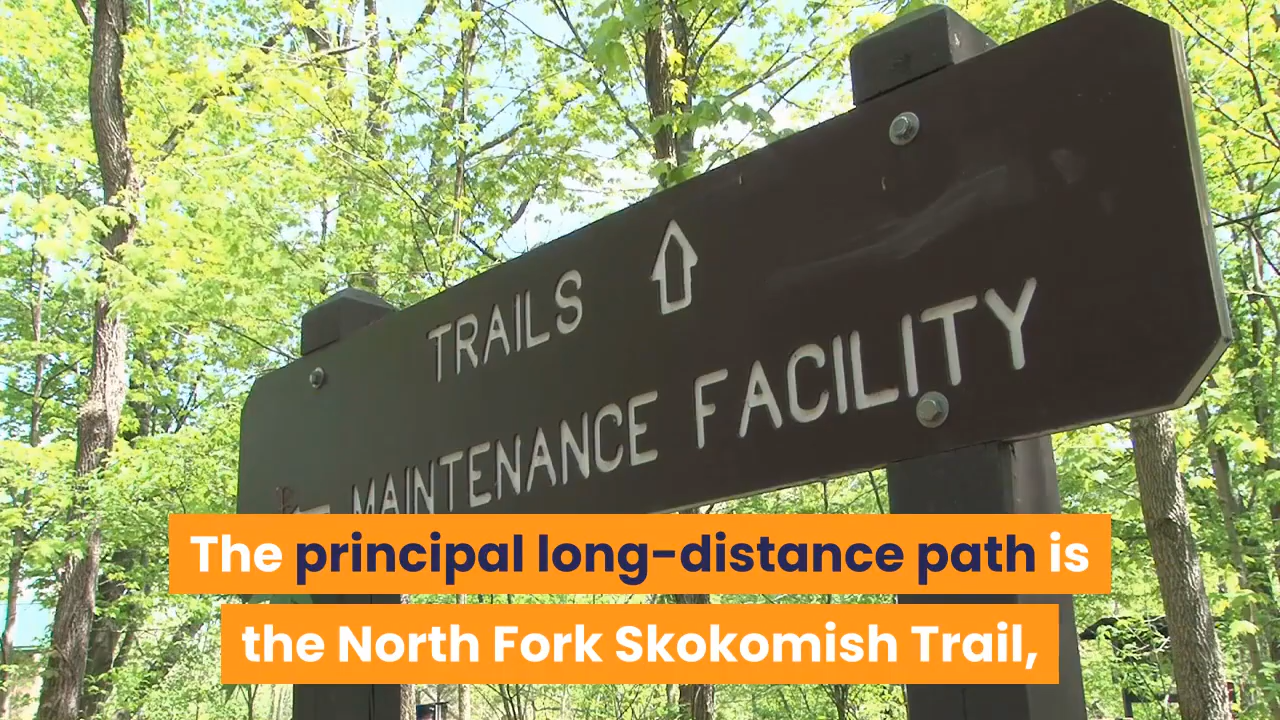 TRAILS
MAINTENANCE FACILITY
The principal long-distance path is
the North Fork Skokomish Trail,